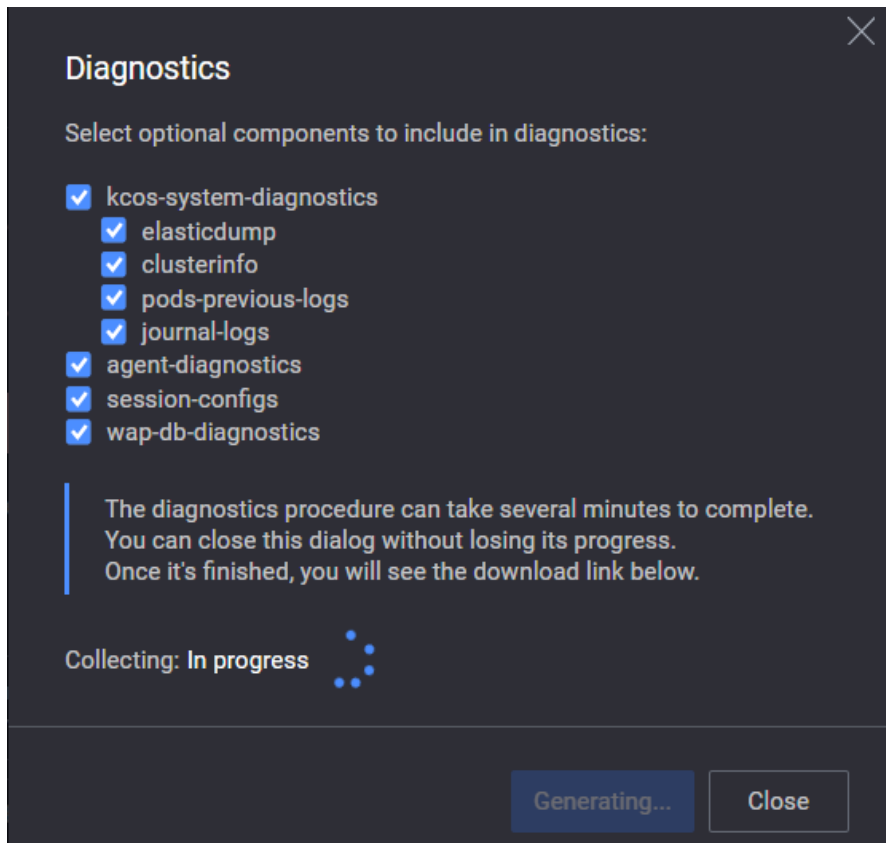 Diagnostics
Select optional components to include in diagnostics:
kcos-system-diagnostics
elasticdump
clusterinfo
pods-previous-logs
journal-logs
agent-diagnostics
session-configs
wap-db-diagnostics
The diagnostics procedure can take several minutes to complete.
You can close this dialog without losing its progress.
Once it's finished, you will see the download link below.
Collecting: In progress
Generating... Close